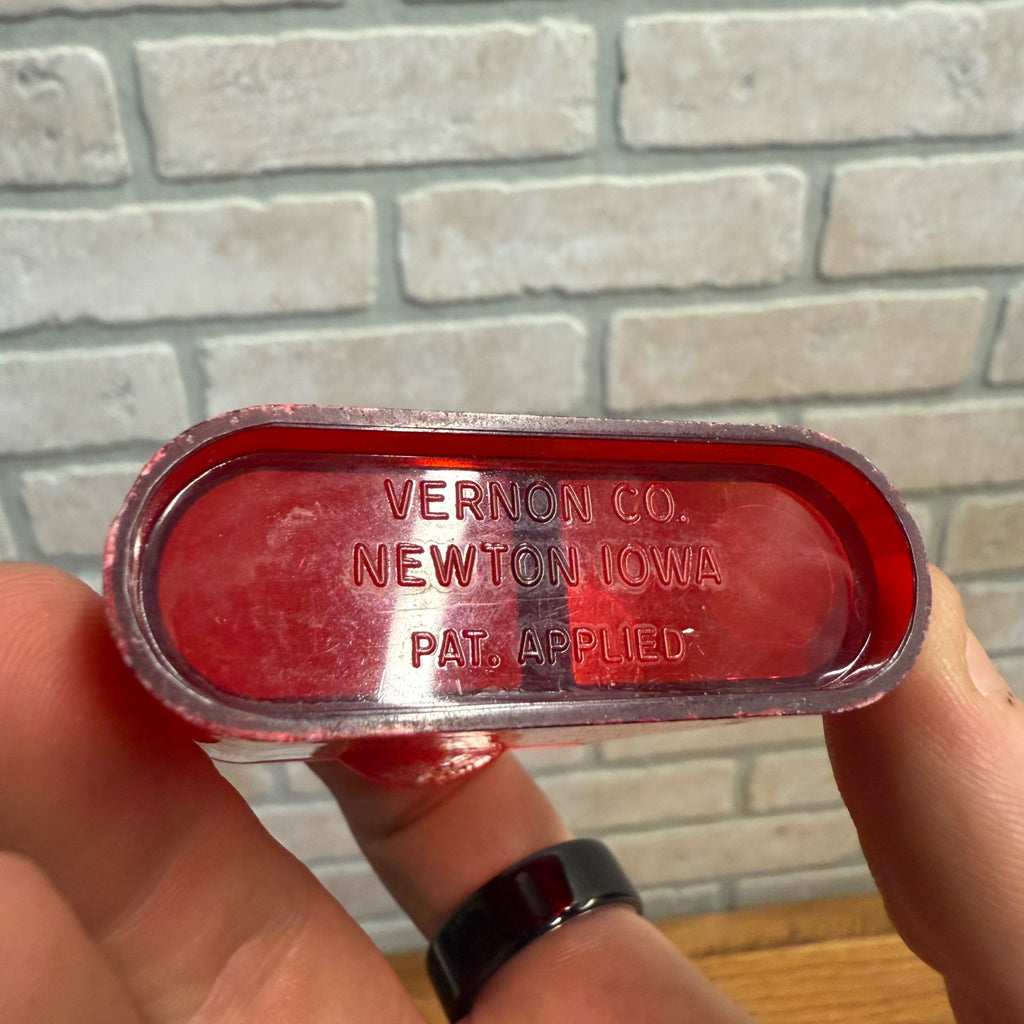 VERNON CO.
NEWTON IOWA
PAT. APPLIED